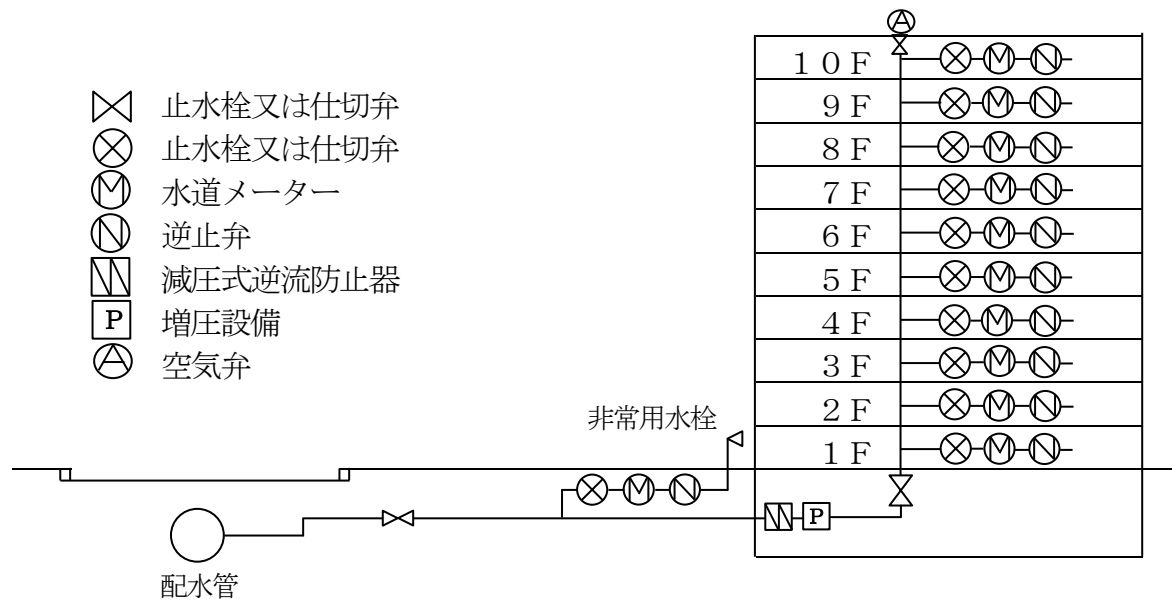 止水栓又は仕切弁
止水栓又は仕切弁
M 水道メーター
N 逆止弁
減圧式逆流防止器
P 増圧設備
A 空気弁
A
１０Ｆ M N
９Ｆ M N
８Ｆ M N
７Ｆ M N
６Ｆ M N
５Ｆ M N
４Ｆ M N
３Ｆ M N
２Ｆ M N
１Ｆ M N
非常用水栓
M N
P
配水管